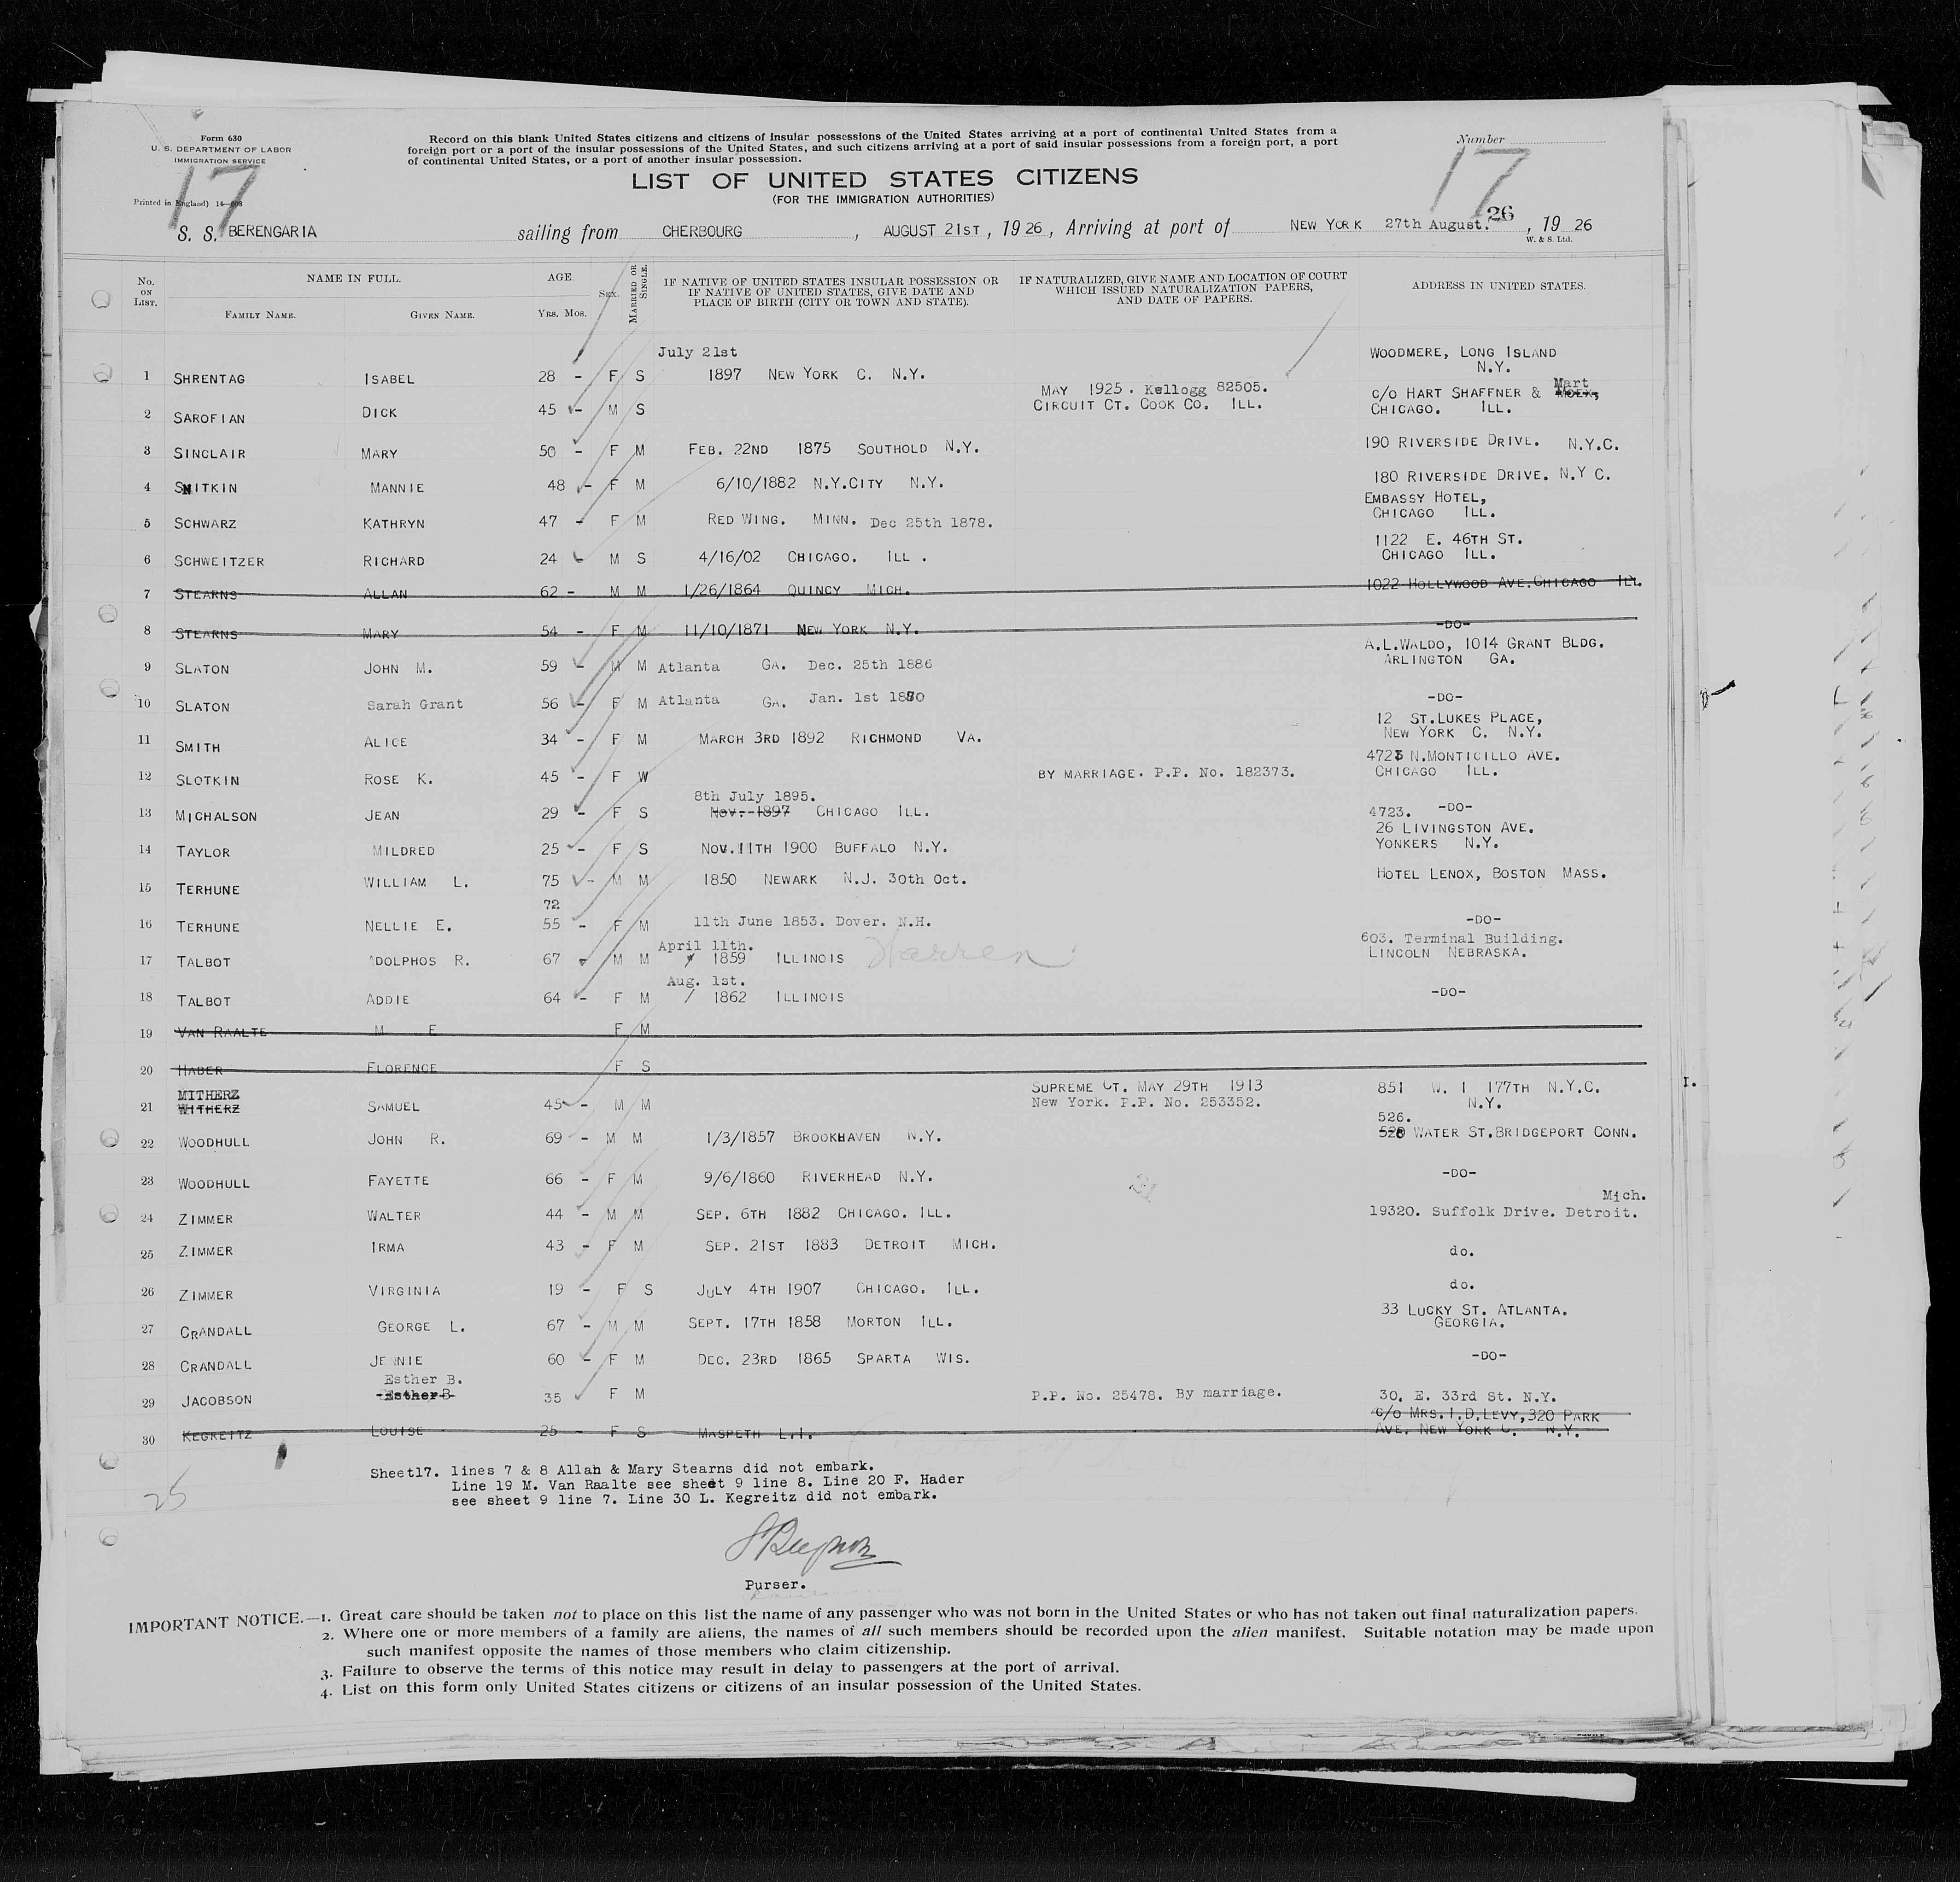 Form 630
U. S. DEPARTMENT OF LABOR
IMMIGRATION SERVICE
Printed in England) 14—
17
Record on this blank United States citizens and citizens of insular possessions of the United States arriving at a port of continental United States from a
foreign port or a port of the insular possessions of the United States, and such citizens arriving at a port of said insular possessions from a foreign port, a port
of continental United States, or a port of another insular possession.
LIST OF UNITED STATES CITIZENS
(FOR THE IMMIGRATION AUTHORITIES)
Number
17
26
S. S. BERENGARIA sailing from CHERBOURG , AUGUST 21ST , 1926 , Arriving at port of NEW YORK 27th August. , 19 26
W. & S. Ltd.
No. ON LIST. NAME IN FULL. AGE SEX. MARRIED OR SINGLE. IF NATIVE OF UNITED STATES INSULAR POSSESSION OR IF NATIVE OF UNITED STATES, GIVE DATE AND PLACE OF BIRTH (CITY OR TOWN AND STATE). IF NATURALIZED, GIVE NAME AND LOCATION OF COURT WHICH ISSUED NATURALIZATION PAPERS, AND DATE OF PAPERS. ADDRESS IN UNITED STATES.
FAMILY NAME. GIVEN NAME. YRS. MOS.
July 21st WOODMERE, LONG ISLAND
1 SHRENTAG ISABEL 28 - F S 1897 NEW YORK C. N.Y. N.Y.
MAY 1925. Kellogg 82505. c/o HART SHAFFNER & Mart
2 SAROFIAN DICK 45 - M S CIRCUIT CT. COOK CO. ILL. CHICAGO. ILL.
3 SINCLAIR MARY 50 - F M FEB. 22ND 1875 SOUTHOLD N.Y. 190 RIVERSIDE DRIVE. N.Y.C.
4 SNITKIN MANNIE 48 - F M 6/10/1882 N.Y.CITY N.Y. 180 RIVERSIDE DRIVE. N.Y C.
EMBASSY HOTEL,
5 SCHWARZ KATHRYN 47 - F M RED WING. MINN. Dec 25th 1878. CHICAGO ILL.
1122 E. 46TH ST.
6 SCHWEITZER RICHARD 24 - M S 4/16/02 CHICAGO. ILL . CHICAGO ILL.
7 STEARNS ALLAN 62 - M M 1/26/1864 QUINCY MICH. 1022 HOLLYWOOD AVE.CHICAGO ILL.
8 STEARNS MARY 54 - F M 11/10/1871 NEW YORK N.Y. -DO-
A.L.WALDO, 1014 GRANT BLDG.
9 SLATON JOHN M. 59 - M M Atlanta GA. Dec. 25th 1886 ARLINGTON GA.
10 SLATON Sarah Grant 56 - F M Atlanta GA. Jan. 1st 1870 -DO-
12 ST.LUKES PLACE,
11 SMITH ALICE 34 - F M MARCH 3RD 1892 RICHMOND VA. NEW YORK C. N.Y.
4723 N.MONTICILLO AVE.
12 SLOTKIN ROSE K. 45 - F W BY MARRIAGE. P.P. No. 182373. CHICAGO ILL.
8th July 1895.
13 MICHALSON JEAN 29 - F S Nov. 1897 CHICAGO ILL. 4723. -DO-
26 LIVINGSTON AVE.
14 TAYLOR MILDRED 25 - F S NOV.11TH 1900 BUFFALO N.Y. YONKERS N.Y.
15 TERHUNE WILLIAM L. 75 - M M 1850 NEWARK N.J. 30th Oct. HOTEL LENOX, BOSTON MASS.
72
16 TERHUNE NELLIE E. 55 - F M 11th June 1853. Dover. N.H. -DO-
April 11th. 603. Terminal Building.
17 TALBOT ADOLPHOS R. 67 - M M 1859 ILLINOIS Warren LINCOLN NEBRASKA.
Aug. 1st.
18 TALBOT ADDIE 64 - F M / 1862 ILLINOIS -DO-
19 VAN RAALTE M E F M
20 HABER FLORENCE F S
MITHERZ SUPREME CT. MAY 29TH 1913 851 W. 177TH N.Y.C.
21 WITHERZ SAMUEL 45 - M M New York. P.P. No. 253352. N.Y.
526.
22 WOODHULL JOHN R. 69 - M M 1/3/1857 BROOKHAVEN N.Y. 528 WATER ST.BRIDGEPORT CONN.
23 WOODHULL FAYETTE 66 - F M 9/6/1860 RIVERHEAD N.Y. -DO-
Mich.
24 ZIMMER WALTER 44 - M M SEP. 6TH 1882 CHICAGO. ILL. 19320. Suffolk Drive. Detroit.
25 ZIMMER IRMA 43 - F M SEP. 21ST 1883 DETROIT MICH. do.
26 ZIMMER VIRGINIA 19 - F S JULY 4TH 1907 CHICAGO. ILL. do.
33 LUCKY ST. ATLANTA.
27 CRANDALL GEORGE L. 67 - M M SEPT. 17TH 1858 MORTON ILL. GEORGIA.
28 CRANDALL JENNIE 60 - F M DEC. 23RD 1865 SPARTA WIS. -DO-
Esther B.
29 JACOBSON Esther B 35 F M P.P. No. 25478. By marriage. 30. E. 33rd St. N.Y.
c/o MRS.I.D.LEVY,320 PARK
30 KEGREITZ LOUISE 25 - F S MASPETH L.I. AVE. NEW YORK C. N.Y.
Sheet17. lines 7 & 8 Allah & Mary Stearns did not embark.
Line 19 M. Van Raalte see sheet 9 line 8. Line 20 F. Hader
see sheet 9 line 7. Line 30 L. Kegreitz did not embark.
25
Purser.
IMPORTANT NOTICE.—1. Great care should be taken not to place on this list the name of any passenger who was not born in the United States or who has not taken out final naturalization papers.
2. Where one or more members of a family are aliens, the names of all such members should be recorded upon the alien manifest. Suitable notation may be made upon
such manifest opposite the names of those members who claim citizenship.
3. Failure to observe the terms of this notice may result in delay to passengers at the port of arrival.
4. List on this form only United States citizens or citizens of an insular possession of the United States.